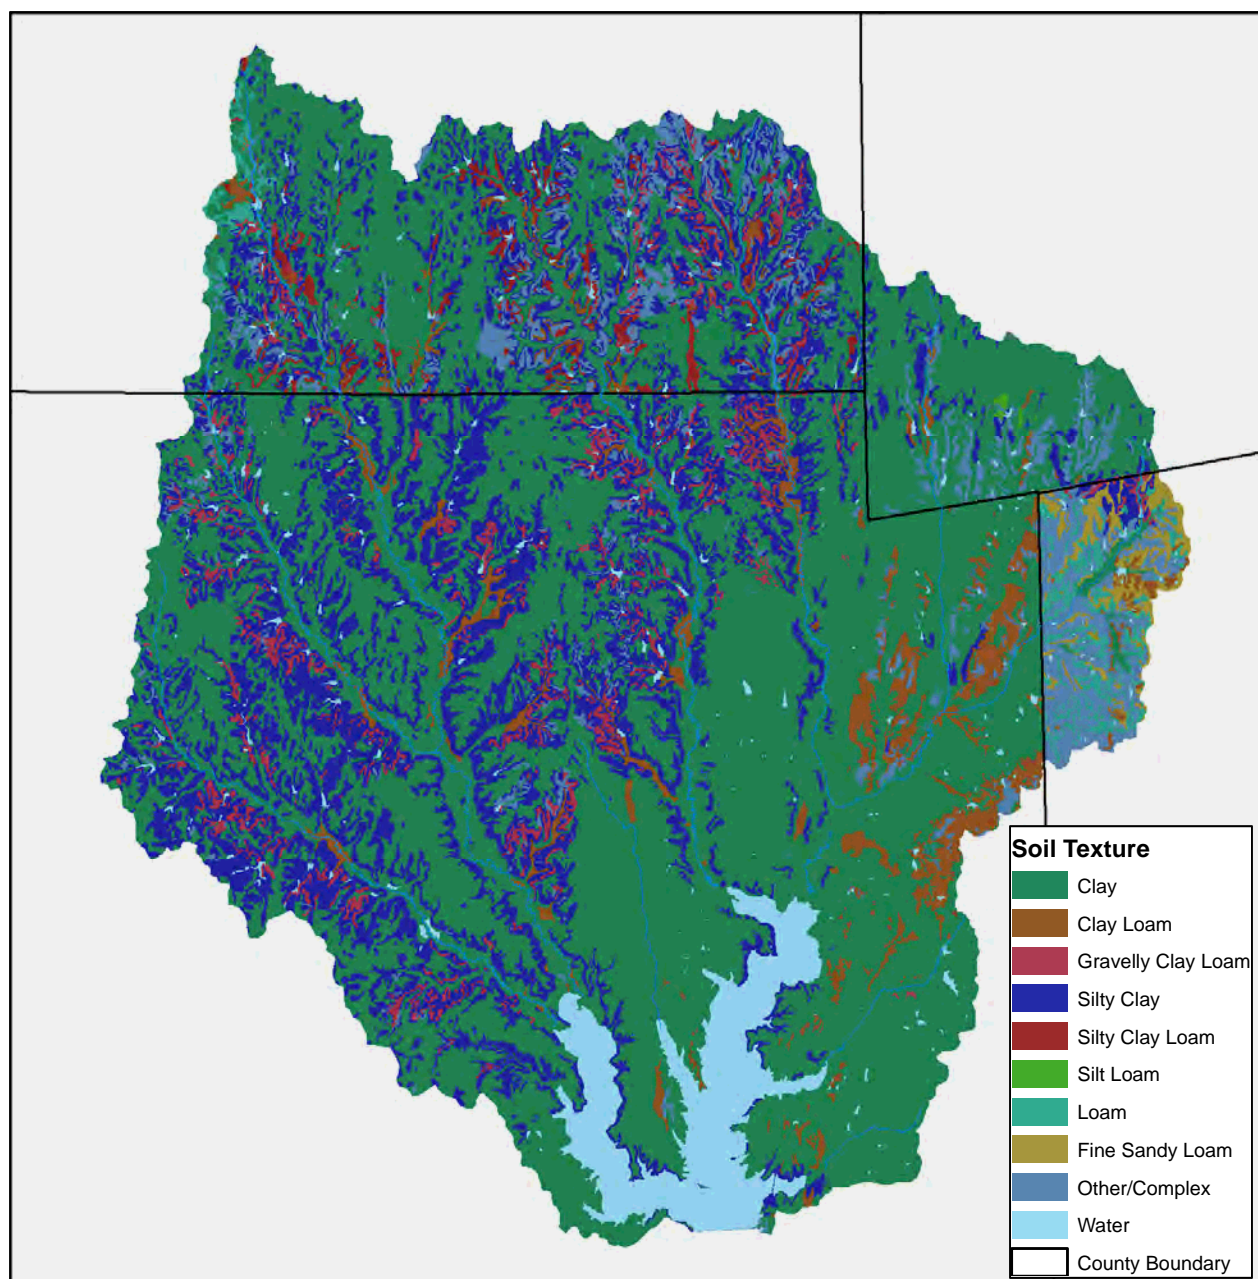 Soil Texture
Clay
Clay Loam
Gravelly Clay Loam
Silty Clay
Silty Clay Loam
Silt Loam
Loam
Fine Sandy Loam
Other/Complex
Water
County Boundary